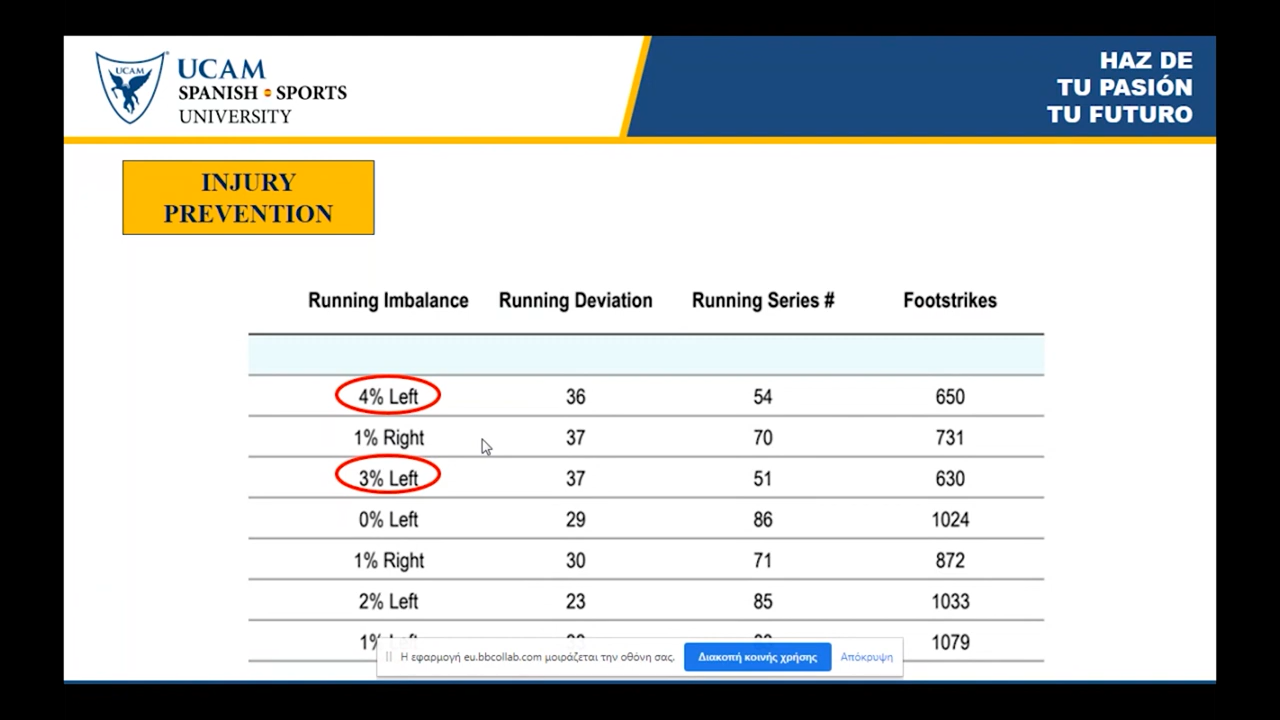 UCAM
UCAM
SPANISH SPORTS
UNIVERSITY
HAZ DE
TU PASIÓN
TU FUTURO
INJURY
PREVENTION
Running Imbalance Running Deviation Running Series # Footstrikes
4% Left 36 54 650
1% Right 37 70 731
3% Left 37 51 630
0% Left 29 86 1024
1% Right 30 71 872
2% Left 23 85 1033
1% Left 1079
Η εφαρμογή eu.bbcollab.com μοιράζεται την οθόνη σας. Διακοπή κοινής χρήσης Απόκρυψη